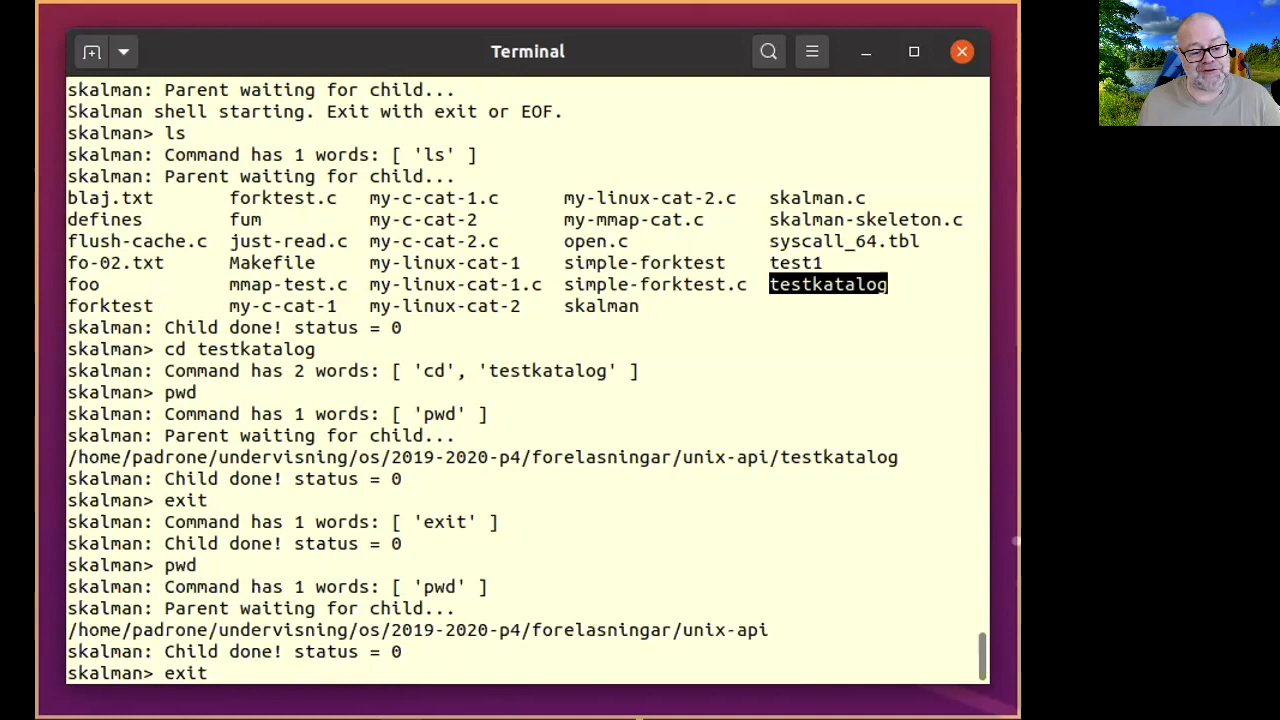 Terminal
skalman: Parent waiting for child...
Skalman shell starting. Exit with exit or EOF.
skalman> ls
skalman: Command has 1 words: [ 'ls' ]
skalman: Parent waiting for child...
blaj.txt forktest.c my-c-cat-1.c my-linux-cat-2.c skalman.c
defines fum my-c-cat-2 my-mmap-cat.c skalman-skeleton.c
flush-cache.c just-read.c my-c-cat-2.c open.c syscall_64.tbl
fo-02.txt Makefile my-linux-cat-1 simple-forktest test1
foo mmap-test.c my-linux-cat-1.c simple-forktest.c testkatalog
forktest my-c-cat-1 my-linux-cat-2 skalman
skalman: Child done! status = 0
skalman> cd testkatalog
skalman: Command has 2 words: [ 'cd', 'testkatalog' ]
skalman> pwd
skalman: Command has 1 words: [ 'pwd' ]
skalman: Parent waiting for child...
/home/padrone/undervisning/os/2019-2020-p4/forelasningar/unix-api/testkatalog
skalman: Child done! status = 0
skalman> exit
skalman: Command has 1 words: [ 'exit' ]
skalman: Child done! status = 0
skalman> pwd
skalman: Command has 1 words: [ 'pwd' ]
skalman: Parent waiting for child...
/home/padrone/undervisning/os/2019-2020-p4/forelasningar/unix-api
skalman: Child done! status = 0
skalman> exit